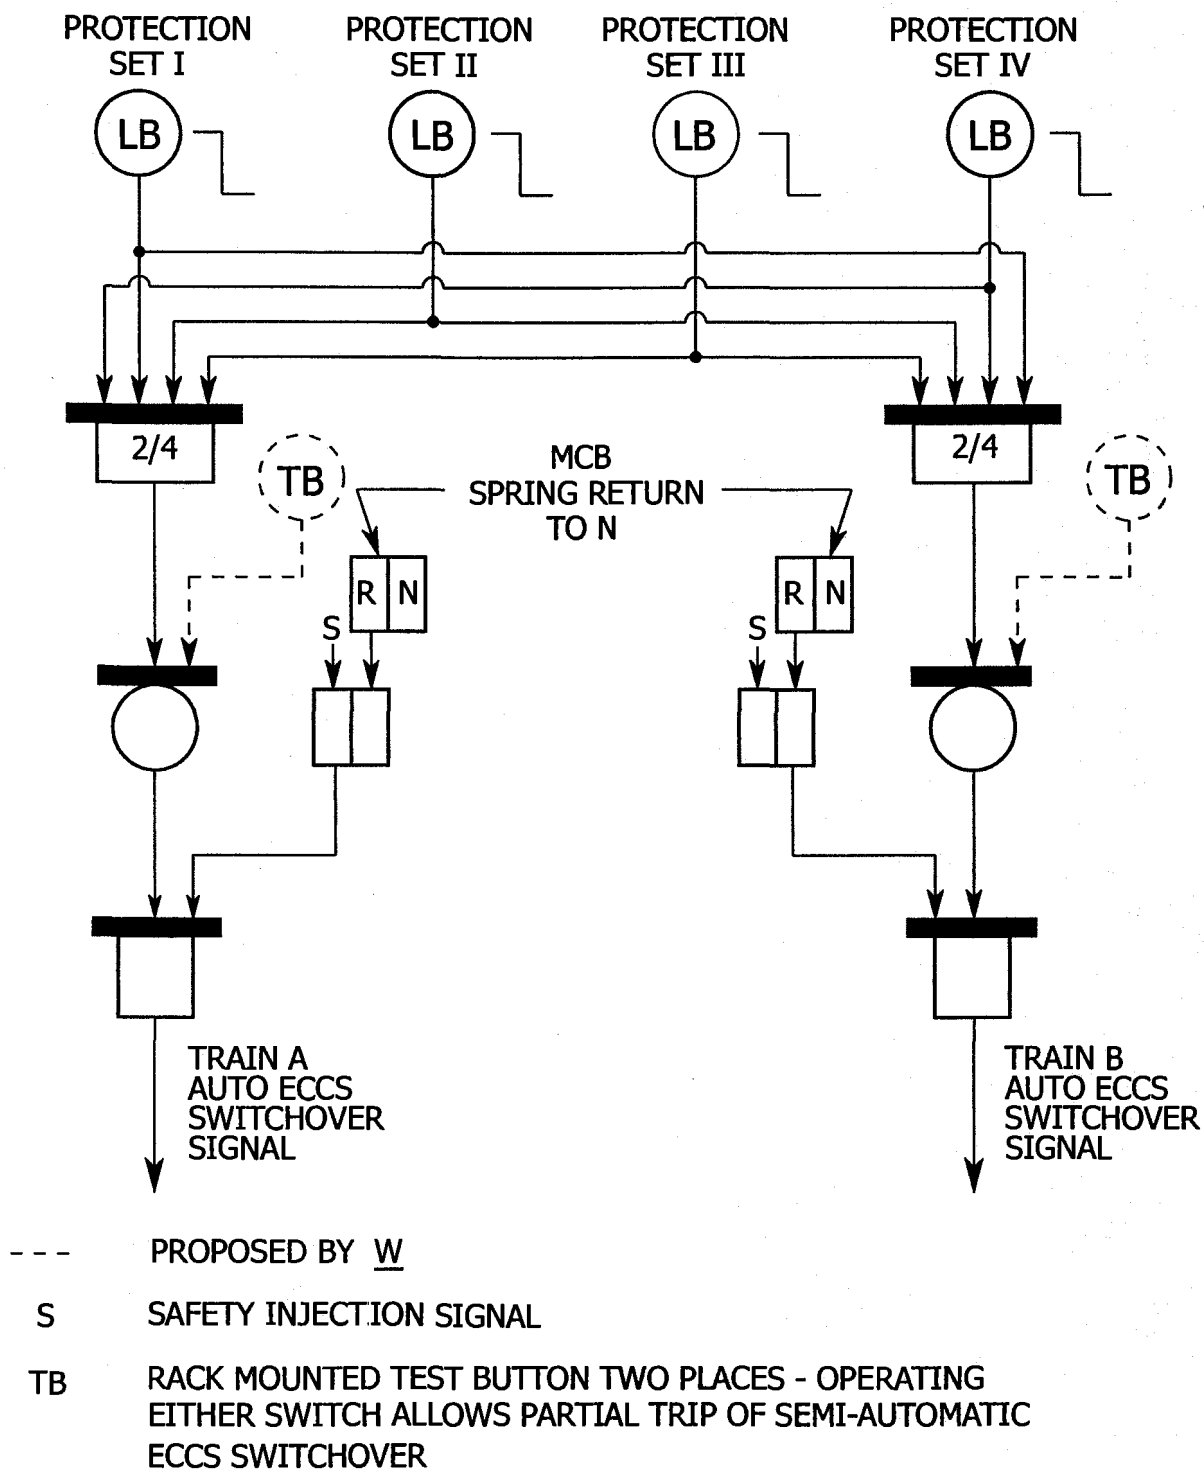 PROTECTION
SET I
PROTECTION
SET II
PROTECTION
SET III
PROTECTION
SET IV
LB
LB
LB
LB
2/4
2/4
TB
TB
MCB
SPRING RETURN
TO N
R N
R N
S
S
TRAIN A
AUTO ECCS
SWITCHOVER
SIGNAL
TRAIN B
AUTO ECCS
SWITCHOVER
SIGNAL
--- PROPOSED BY W
S SAFETY INJECTION SIGNAL
TB RACK MOUNTED TEST BUTTON TWO PLACES - OPERATING
EITHER SWITCH ALLOWS PARTIAL TRIP OF SEMI-AUTOMATIC
ECCS SWITCHOVER